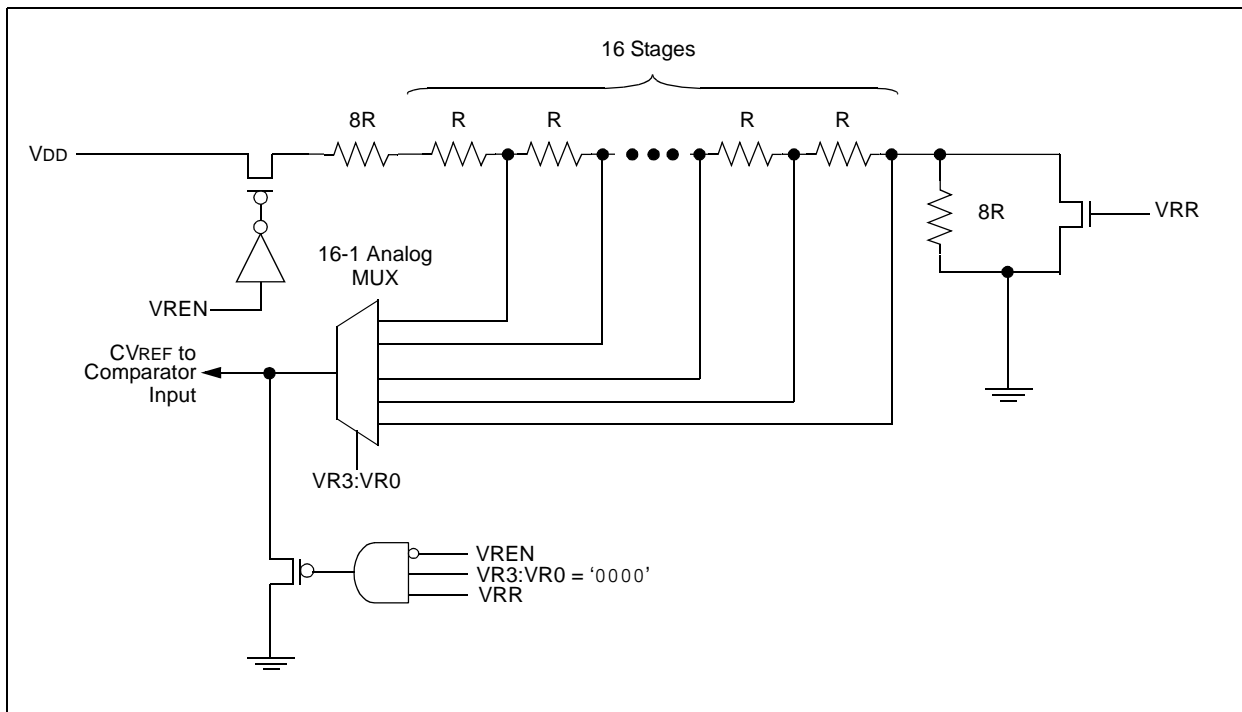 16 Stages
8R R R R R
VDD
8R
VRR
16-1 Analog
MUX
VREN
CVREF to
Comparator
Input
VR3:VR0
VREN
VR3:VR0 = ‘0000’
VRR